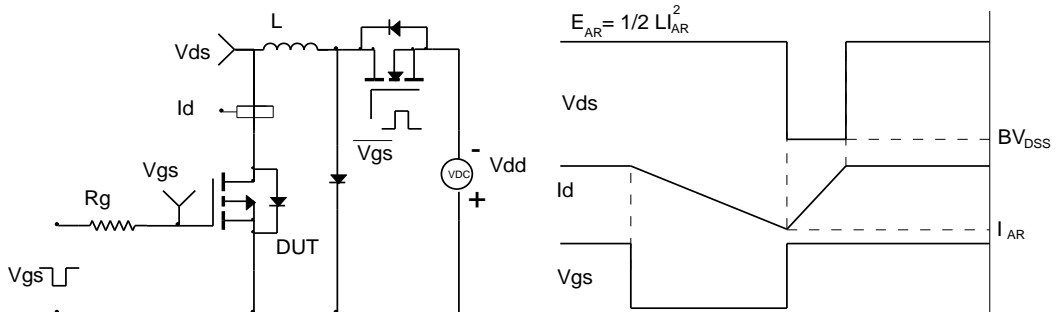 L
Vds
Id
Vgs
Vgs
Rg
Vgs
DUT
VDC
Vdd
-
+
E_AR = 1/2 LI_AR^2
Vds
BV_DSS
Id
I_AR
Vgs